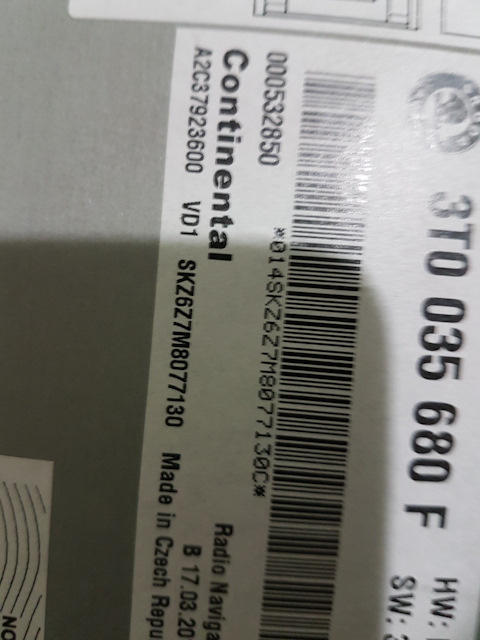 3T0 035 680 F
HW:
SW:
*014SKZ6Z7M8077130C*
000532850
Continental
Radio Naviga
A2C37923600 VD1 SKZ6Z7M8077130
B 17.03.20
Made in Czech Repu
NO